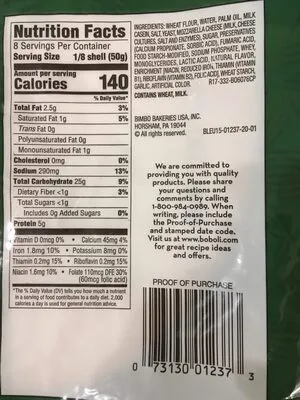 Nutrition Facts
8 Servings Per Container
Serving Size 1/8 shell (50g)
Amount per serving
Calories 140
% Daily Value*
Total Fat 2.5g 3%
Saturated Fat 1g 5%
Trans Fat 0g
Polyunsaturated Fat 0g
Monounsaturated Fat 1g
Cholesterol 0mg 0%
Sodium 290mg 13%
Total Carbohydrate 25g 9%
Dietary Fiber <1g 3%
Total Sugars <1g
Includes 0g Added Sugars 0%
Protein 5g
Vitamin D 0mcg 0% • Calcium 45mg 4%
Iron 1.8mg 10% • Potassium 8mg 0%
Thiamin 0.2mg 15% • Riboflavin 0.2mg 15%
Niacin 1.6mg 10% • Folate 110mcg DFE 30%
(60mcg folic acid)
*The % Daily Value (DV) tells you how much a nutrient
in a serving of food contributes to a daily diet. 2,000
calories a day is used for general nutrition advice.
INGREDIENTS: WHEAT FLOUR, WATER, PALM OIL, MILK
CASEIN, SALT, YEAST, MOZZARELLA CHEESE (MILK, CHEESE
CULTURES, SALT AND ENZYMES), SUGAR, PRESERVATIVES
(CALCIUM PROPIONATE, SORBIC ACID), FUMARIC ACID,
FOOD STARCH-MODIFIED, SODIUM PHOSPHATE, WHEY,
MONOGLYCERIDES, LACTIC ACID, NATURAL FLAVOR,
ENRICHMENT (NIACIN, REDUCED IRON, THIAMIN (VITAMIN
B1), RIBOFLAVIN (VITAMIN B2), FOLIC ACID), WHEAT STARCH,
GARLIC, ARTIFICIAL COLOR. R17-332-B06076CP
CONTAINS WHEAT, MILK.
BIMBO BAKERIES USA, INC.
HORSHAM, PA 19044
© All rights reserved. BLEU15-01237-20-01
We are committed to
providing you with quality
products. Please share
your questions and
comments by calling
1-800-984-0989. When
writing, please include
the Proof-of-Purchase
and stamped date code.
Visit us at www.boboli.com
for great recipe ideas
and offers.
PROOF OF PURCHASE
0 73130 01237 3